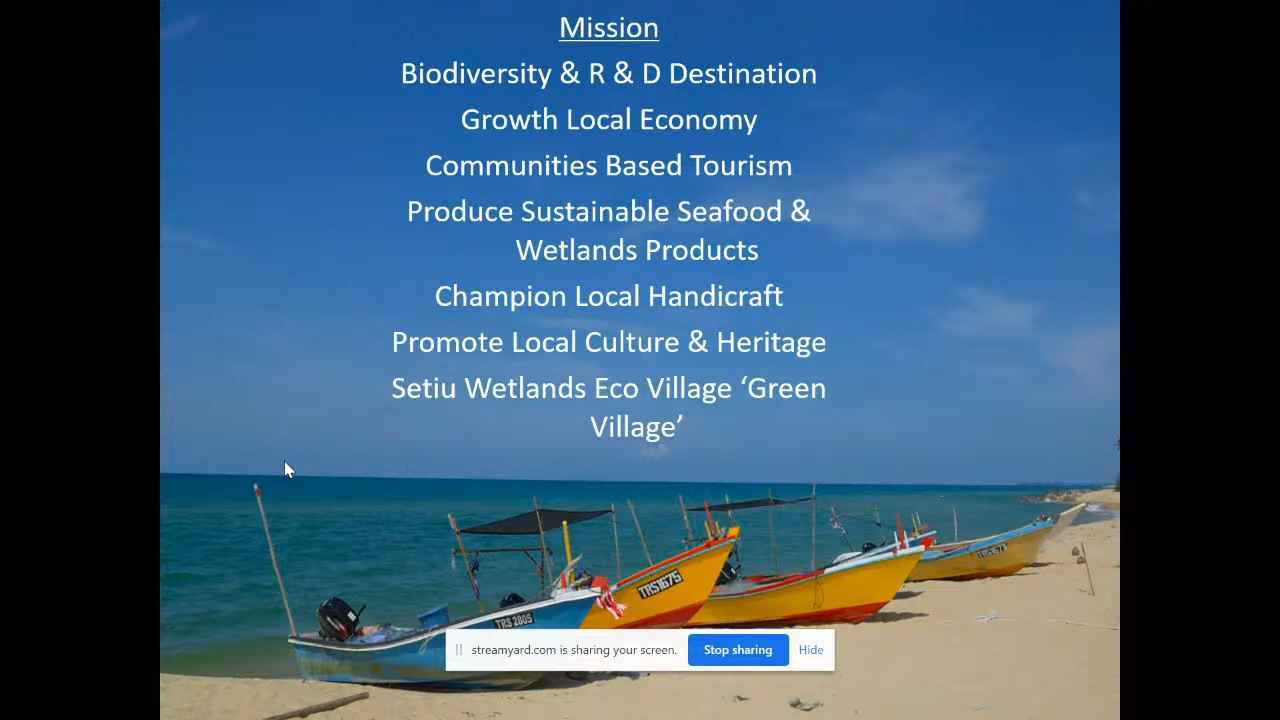 Mission
Biodiversity & R & D Destination
Growth Local Economy
Communities Based Tourism
Produce Sustainable Seafood &
Wetlands Products
Champion Local Handicraft
Promote Local Culture & Heritage
Setiu Wetlands Eco Village ‘Green
Village’
TRS1675
TRS 2805
streamyard.com is sharing your screen.
Stop sharing
Hide